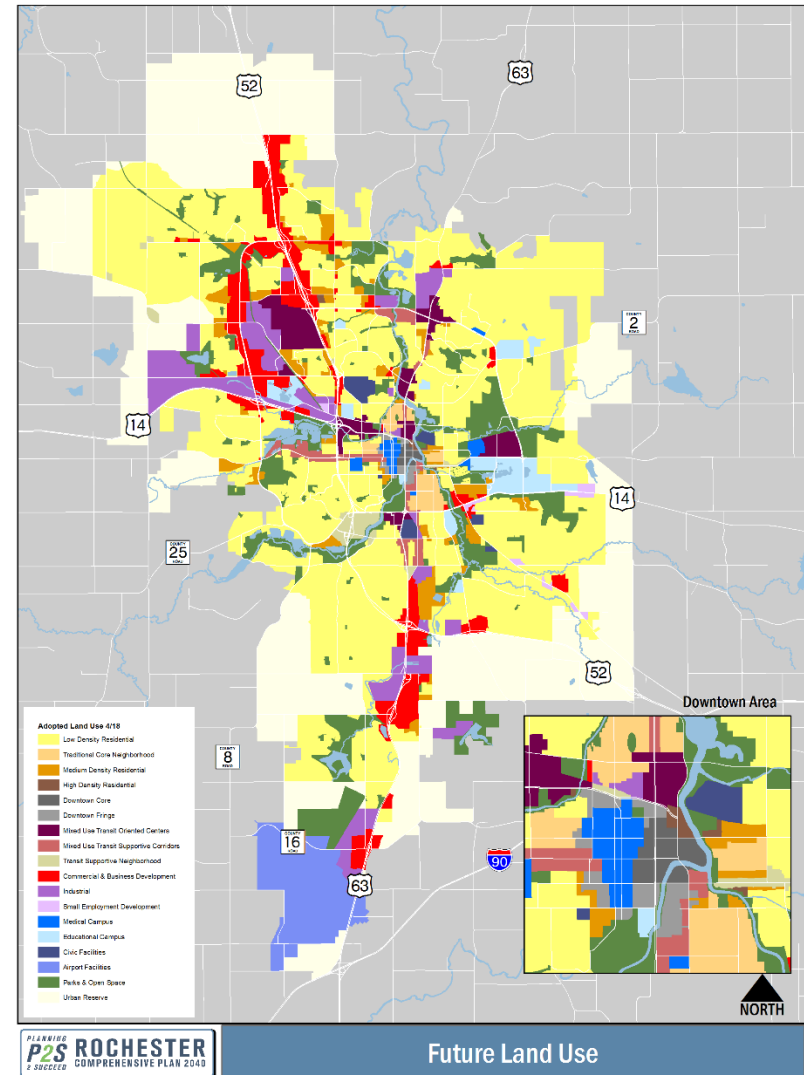 52
63
COUNTY
2
ROAD
14
14
COUNTY
25
ROAD
52
Downtown Area
COUNTY
8
ROAD
COUNTY
16
ROAD
90
63
Adopted Land Use 4/18
Low Density Residential
Traditional Core Neighborhood
Medium Density Residential
High Density Residential
Downtown Core
Downtown Fringe
Mixed Use Transit Oriented Centers
Mixed Use Transit Supportive Corridors
Transit Supportive Neighborhood
Commercial & Business Development
Industrial
Small Employment Development
Medical Campus
Educational Campus
Civic Facilities
Airport Facilities
Parks & Open Space
Urban Reserve
NORTH
PLANNING
P2S
2 SUCCEED
ROCHESTER
COMPREHENSIVE PLAN 2040
Future Land Use